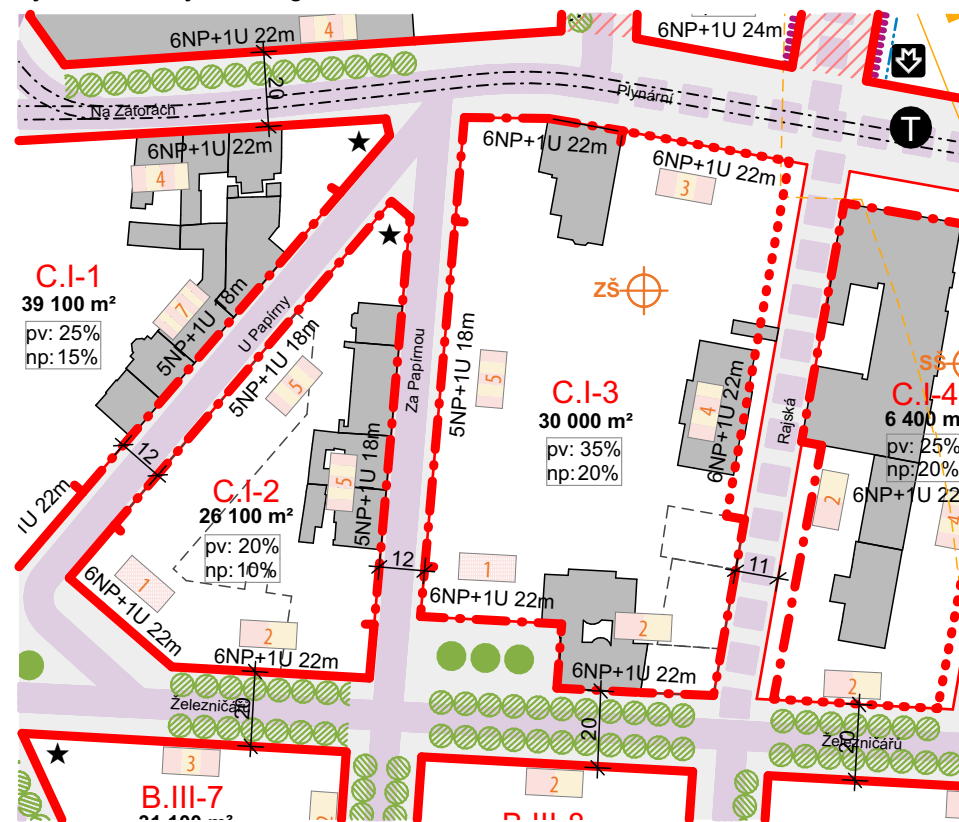 6NP+1U 22m
4
6NP+1U 24m
20
Na Zátorách
Plynární
T
6NP+1U 22m
4
6NP+1U 22m
6NP+1U 22m
3
C.I-1
39 100 m²
pv: 25%
np: 15%
7
5NP+1U 18m
U Papírny
5NP+1U 18m
5
Za Papírnou
5NP+1U 18m
5
ZŠ
C.I-3
30 000 m²
pv: 35%
np: 20%
4
6NP+1U 22m
Rajská
SŠ
C.I-4
6 400 m
pv: 25%
np: 20%
6NP+1U 22
2
4
12
1U 22m
C.I-2
26 100 m²
pv: 20%
np: 10%
5
5NP+1U 18m
12
11
1
6NP+1U 22m
2
6NP+1U 22m
1
6NP+1U 22m
2
6NP+1U 22m
2
Železničářů
20
20
20
Železničářů
3
B.III-7
2
2